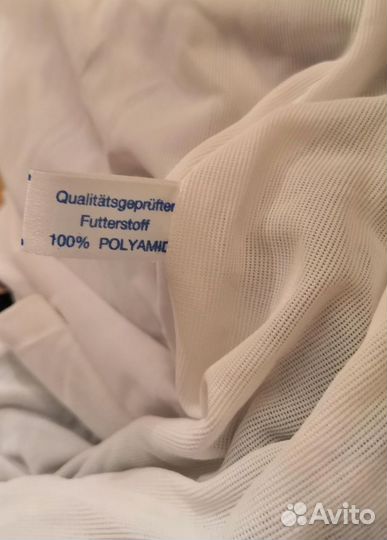 Qualitätsgeprüfter
Futterstoff
100% POLYAMID
Avito